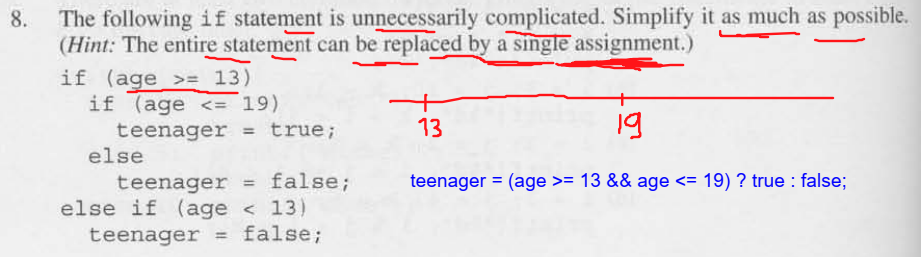 8. The following if statement is unnecessarily complicated. Simplify it as much as possible.
(Hint: The entire statement can be replaced by a single assignment.)
if (age >= 13)
if (age <= 19)
teenager = true;
else
teenager = false;
else if (age < 13)
teenager = false;
13 19
teenager = (age >= 13 && age <= 19) ? true : false;